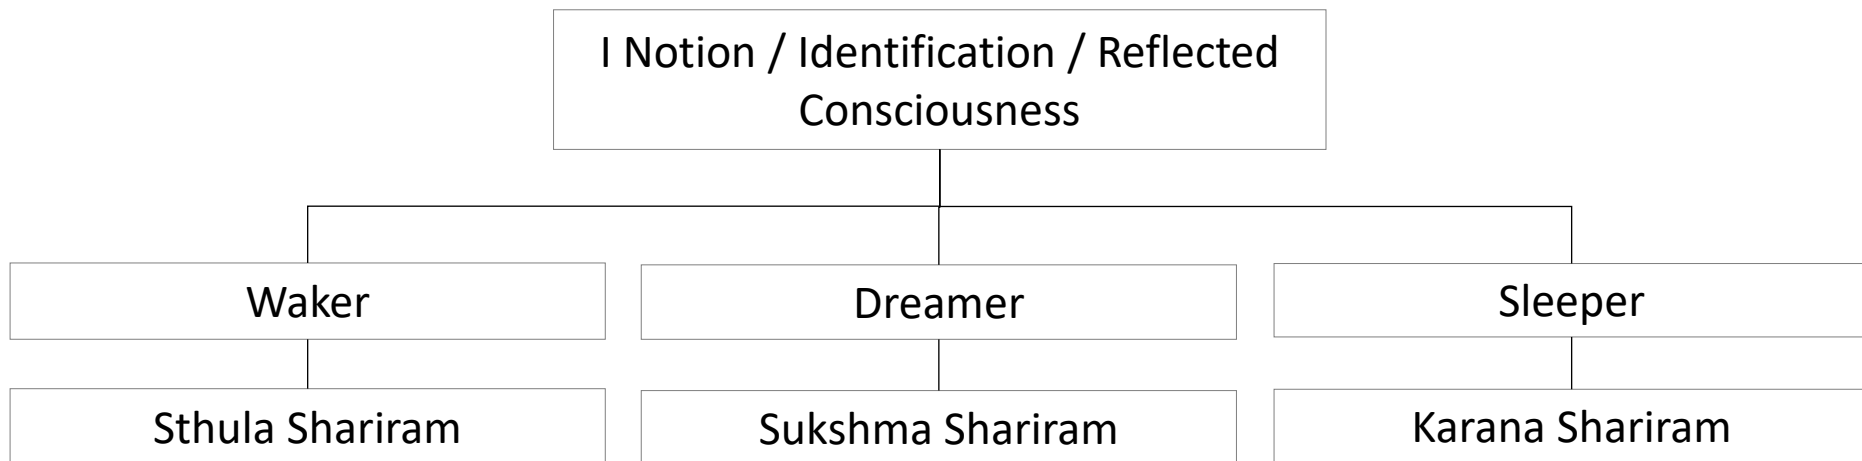 I Notion / Identification / Reflected
Consciousness
Waker
Dreamer
Sleeper
Sthula Shariram
Sukshma Shariram
Karana Shariram